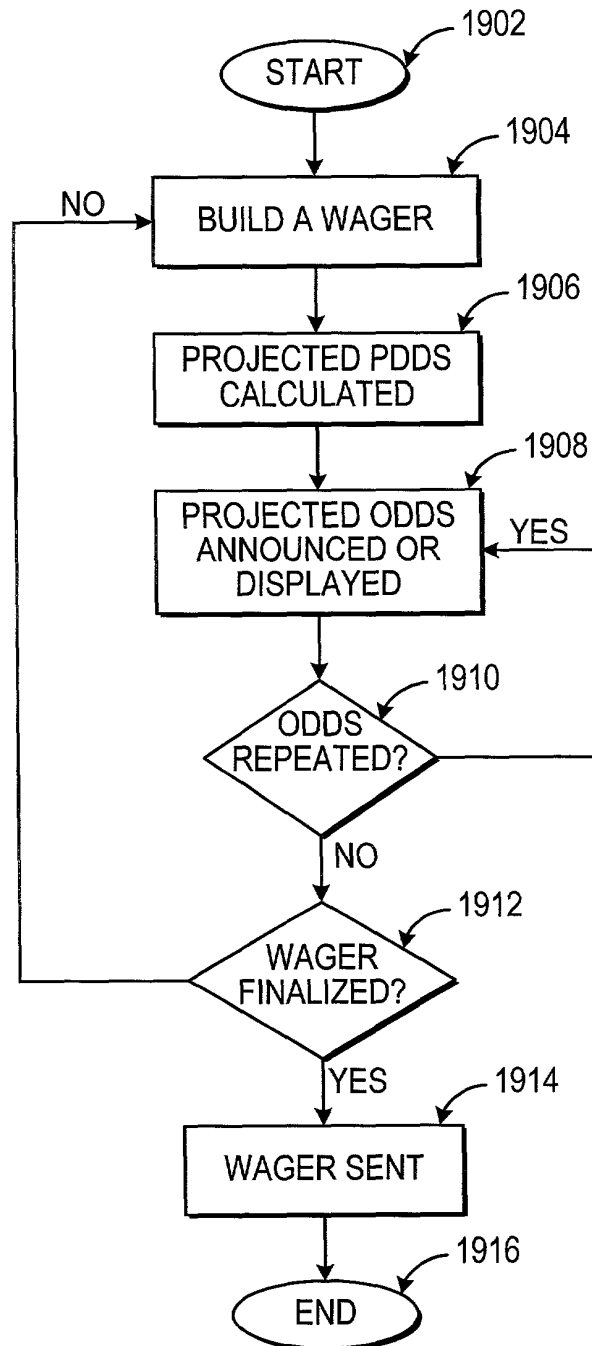 1902
START
1904
NO
BUILD A WAGER
1906
PROJECTED PDDS
CALCULATED
1908
PROJECTED ODDS
ANNOUNCED OR
DISPLAYED
YES
1910
ODDS
REPEATED?
NO
1912
WAGER
FINALIZED?
YES
1914
WAGER SENT
1916
END